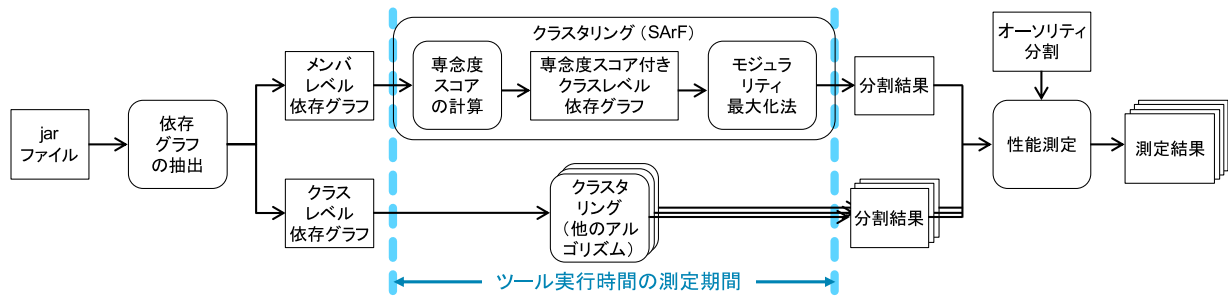 jar
ファイル
依存
グラフ
の抽出
メンバ
レベル
依存グラフ
クラス
レベル
依存グラフ
クラスタリング（SArF）
専念度
スコア
の計算
専念度スコア付き
クラスレベル
依存グラフ
モジュラ
リティ
最大化法
クラスタ
リング
（他のアル
ゴリズム）
分割結果
分割結果
オーソリティ
分割
性能測定
測定結果
ツール実行時間の測定期間